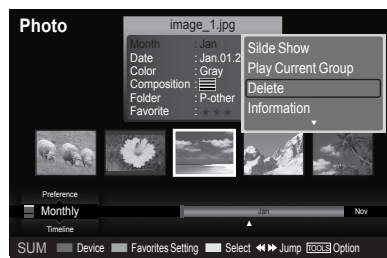 Photo
image_1.jpg
Month : Jan
Date : Jan.01.2
Color : Gray
Composition :
Folder : P-other
Favorite : ★ ★ ★
Silde Show
Play Current Group
Delete
Information
Preference
Monthly
Timeline
Jan
Nov
SUM Device Favorites Setting Select Jump TOOLS Option